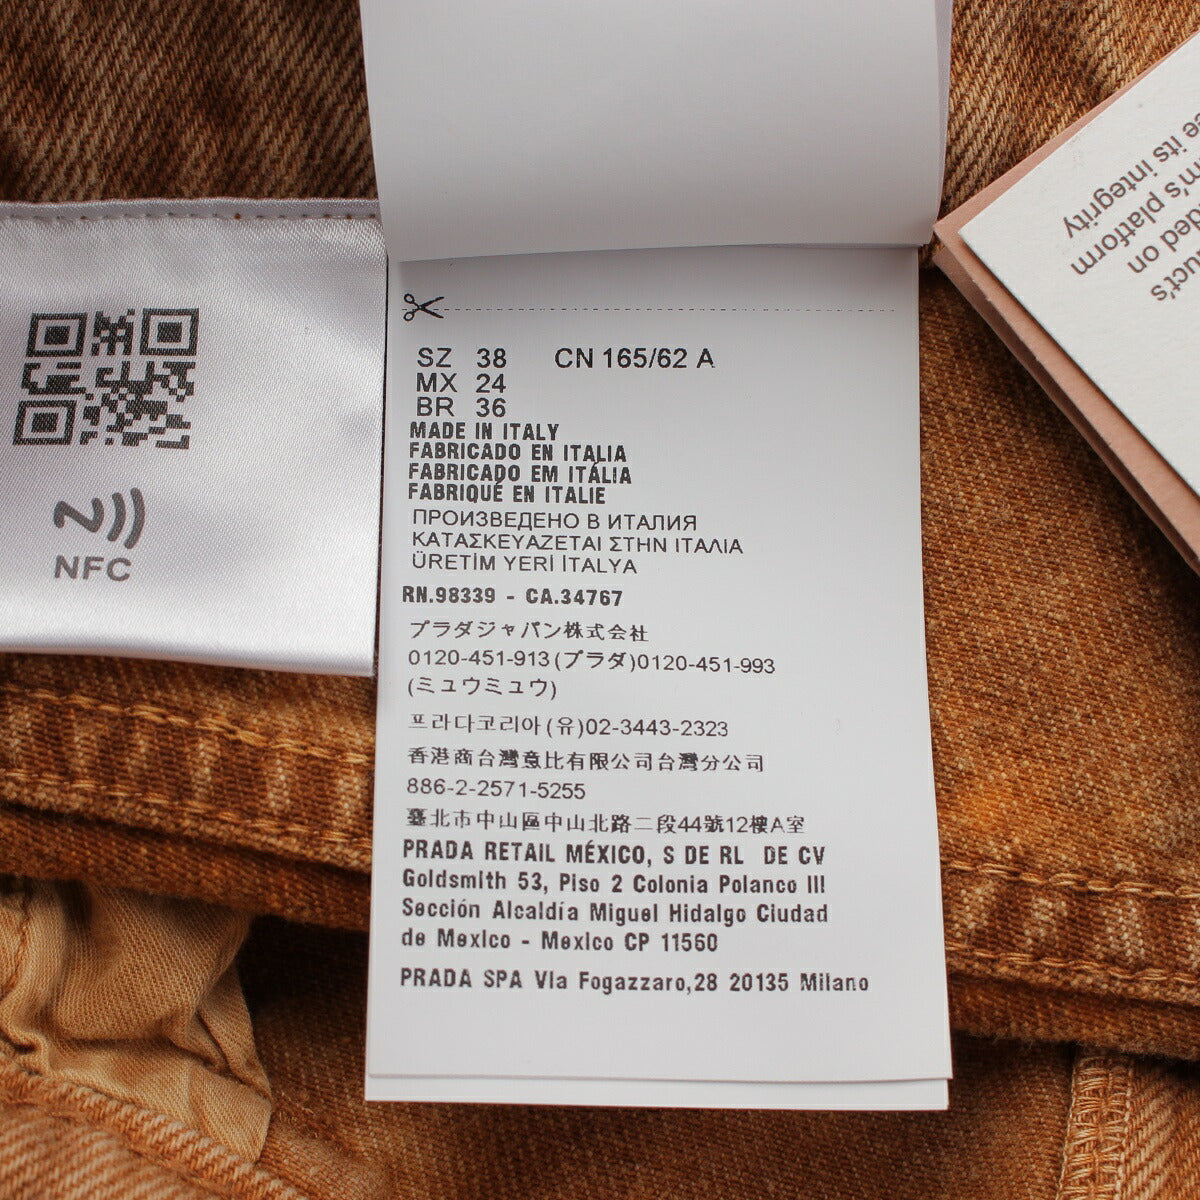 SZ 38 CN 165/62 A
MX 24
BR 36
MADE IN ITALY
FABRICADO EN ITALIA
FABRICADO EM ITÁLIA
FABRIQUÉ EN ITALIE
ПРОИЗВЕДЕНО В ИТАЛИЯ
ΚΑΤΑΣΚΕΥΑΖΕΤΑΙ ΣΤΗΝ ΙΤΑΛΙΑ
ÜRETİM YERİ İTALYA
RN.98339 - CA.34767
プラダジャパン株式会社
0120-451-913(プラダ)0120-451-993
(ミュウミュウ)
프라다코리아(유)02-3443-2323
香港商台灣意比有限公司台灣分公司
886-2-2571-5255
臺北市中山區中山北路二段44號12樓A室
PRADA RETAIL MÉXICO, S DE RL DE CV
Goldsmith 53, Piso 2 Colonia Polanco III
Sección Alcaldía Miguel Hidalgo Ciudad
de Mexico - Mexico CP 11560
PRADA SPA Via Fogazzaro,28 20135 Milano
NFC
ded on
platform
its integrity